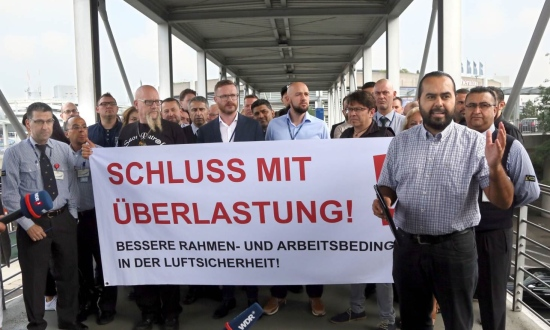 SCHLUSS MIT
ÜBERLASTUNG!
BESSERE RAHMEN- UND ARBEITSBEDING
IN DER LUFTSICHERHEIT!
WDR